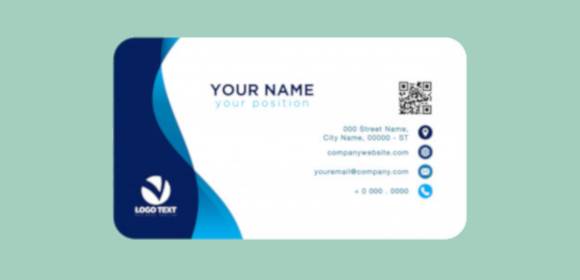 YOUR NAME
your position
000 Street Name,
City Name, 00000 - ST
companywebsite.com
youremail@company.com
+ 0 000 . 0000
LOGO TEXT